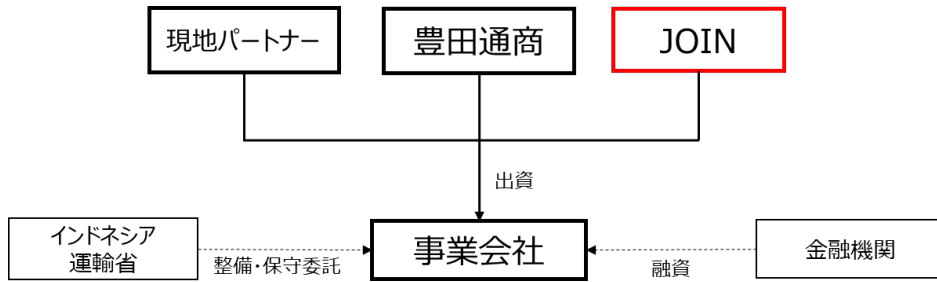 現地パートナー
豊田通商
JOIN
出資
インドネシア
運輸省
整備・保守委託
事業会社
融資
金融機関